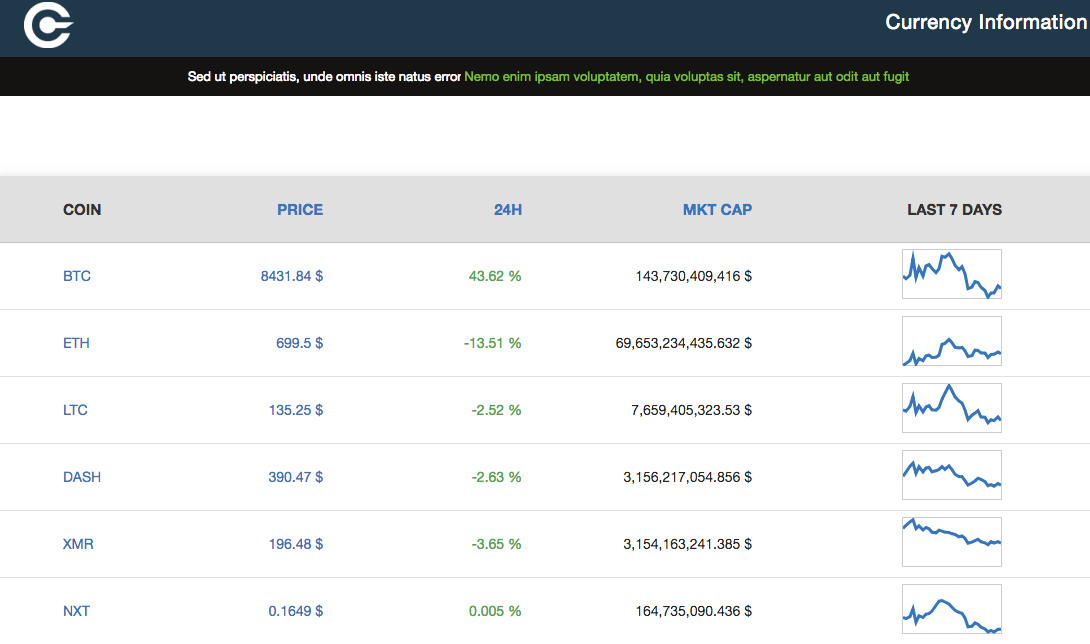 Currency Information
Sed ut perspiciatis, unde omnis iste natus error Nemo enim ipsam voluptatem, quia voluptas sit, aspernatur aut odit aut fugit
COIN PRICE 24H MKT CAP LAST 7 DAYS
BTC 8431.84 $ 43.62 % 143,730,409,416 $
ETH 699.5 $ -13.51 % 69,653,234,435.632 $
LTC 135.25 $ -2.52 % 7,659,405,323.53 $
DASH 390.47 $ -2.63 % 3,156,217,054.856 $
XMR 196.48 $ -3.65 % 3,154,163,241.385 $
NXT 0.1649 $ 0.005 % 164,735,090.436 $